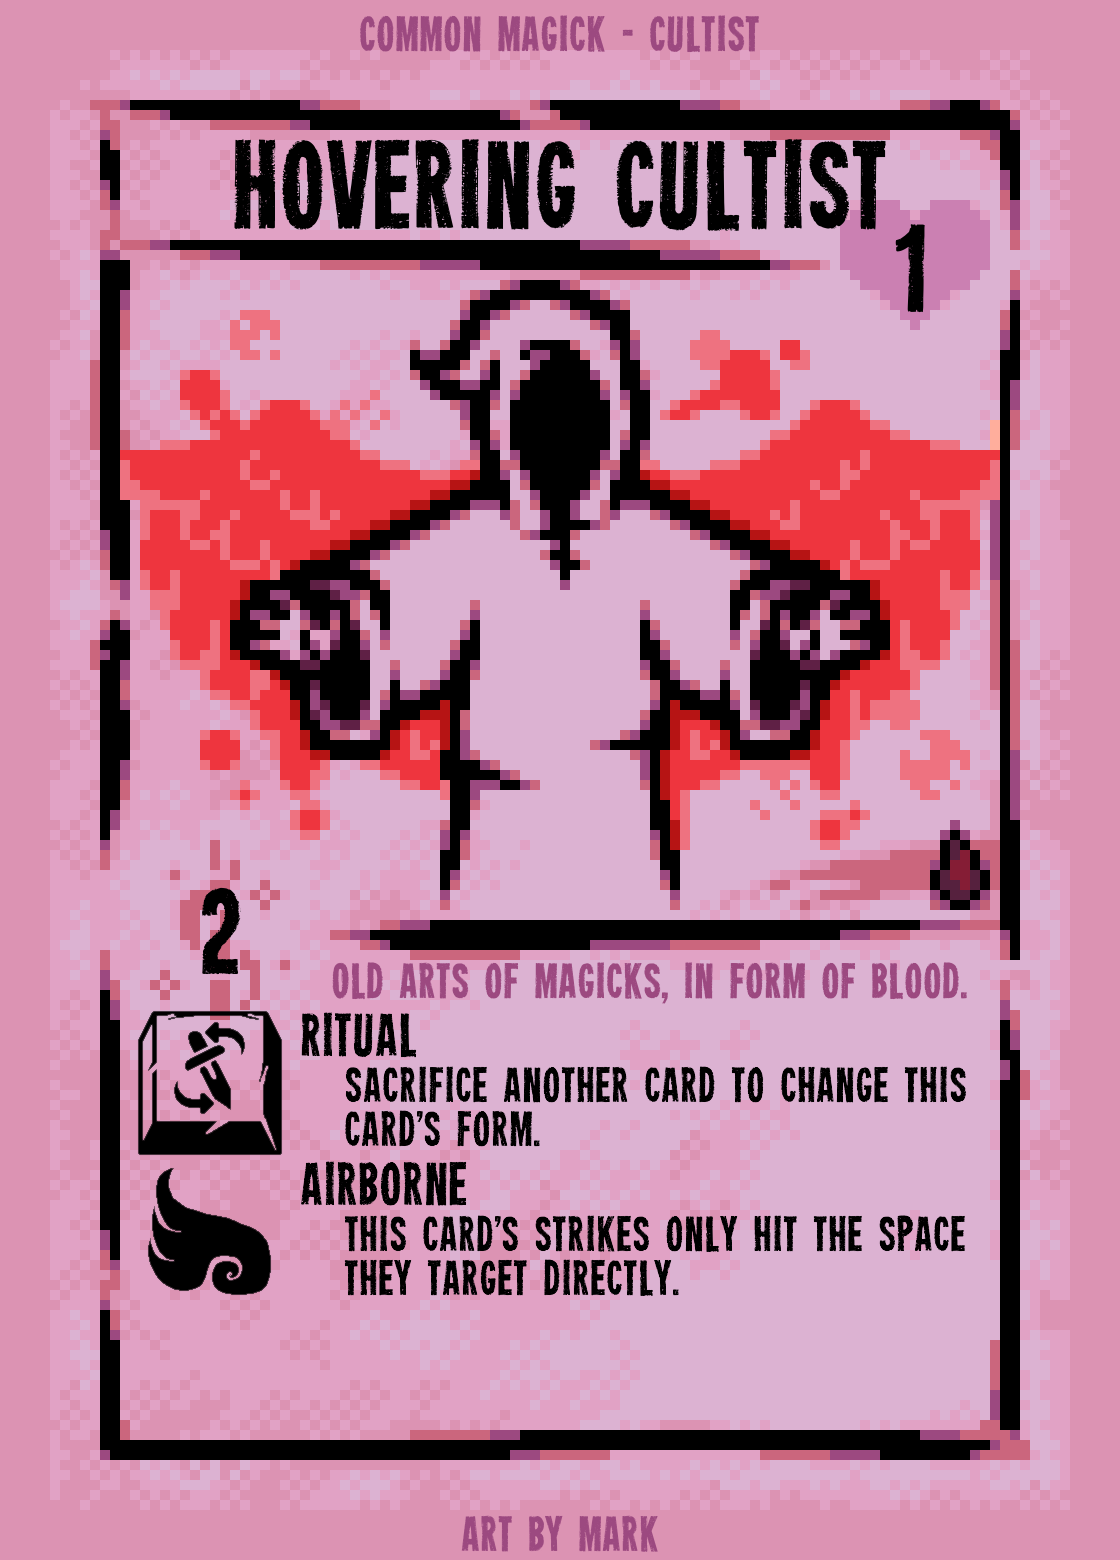 COMMON MAGICK - CULTIST
HOVERING CULTIST
1
2
OLD ARTS OF MAGICKS, IN FORM OF BLOOD.
RITUAL
SACRIFICE ANOTHER CARD TO CHANGE THIS
CARD'S FORM.
AIRBORNE
THIS CARD'S STRIKES ONLY HIT THE SPACE
THEY TARGET DIRECTLY.
ART BY MARK